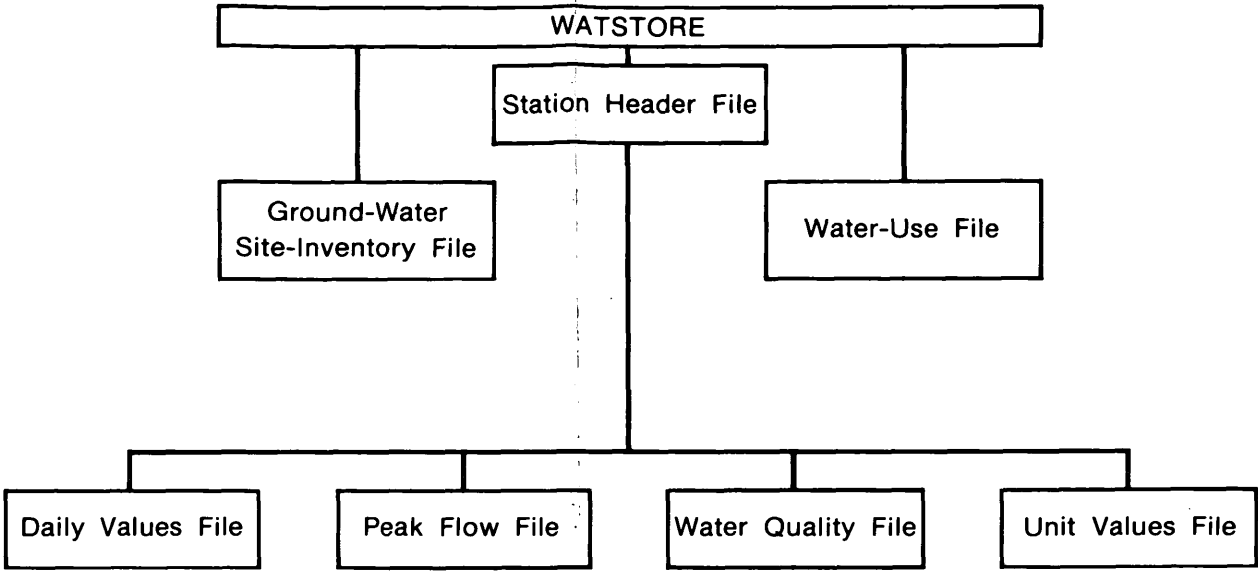 WATSTORE
Station Header File
Ground-Water
Site-Inventory File
Water-Use File
Daily Values File
Peak Flow File
Water Quality File
Unit Values File